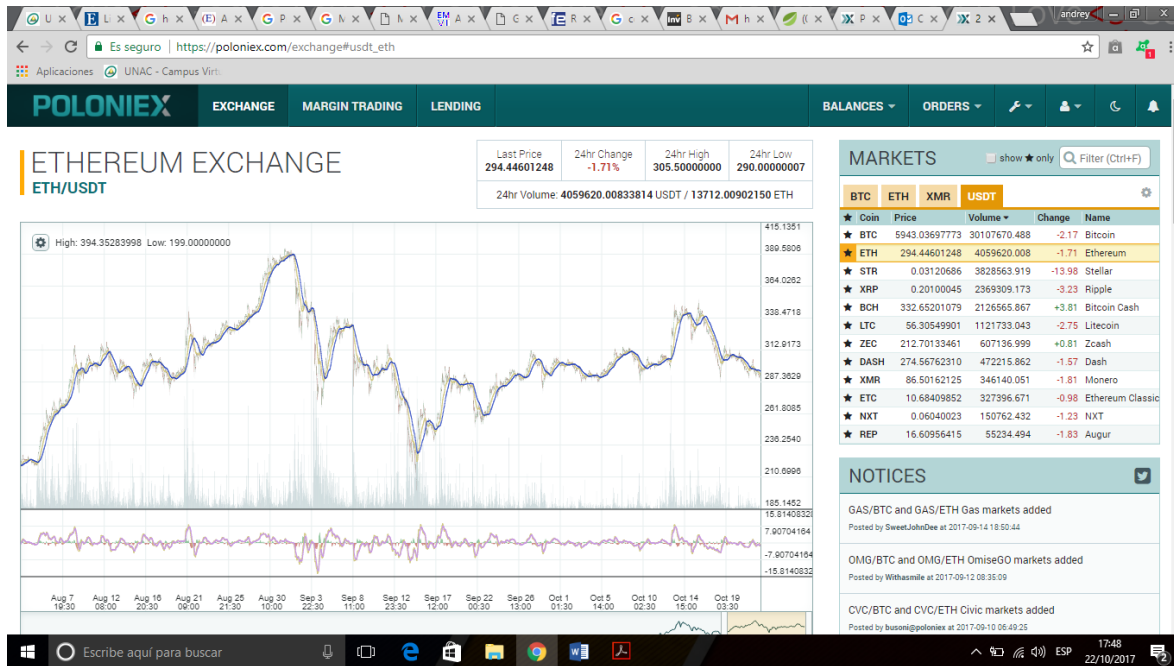 andrey
Es seguro | https://poloniex.com/exchange#usdt_eth
Aplicaciones UNAC - Campus Virtu
POLONIEX EXCHANGE MARGIN TRADING LENDING BALANCES ORDERS
ETHEREUM EXCHANGE
ETH/USDT
Last Price 24hr Change 24hr High 24hr Low
294.44601248 -1.71% 305.50000000 290.00000007
24hr Volume: 4059620.00833814 USDT / 13712.00902150 ETH
High: 394.35283998 Low: 199.00000000
415.1351
389.5806
364.0262
338.4718
312.9173
287.3629
261.8085
236.2540
210.6996
185.1452
15.8140832
7.90704164
-7.90704164
-15.8140832
Aug 7 Aug 12 Aug 16 Aug 21 Aug 25 Aug 30 Sep 3 Sep 8 Sep 12 Sep 17 Sep 22 Sep 26 Oct 1 Oct 5 Oct 10 Oct 14 Oct 19
19:30 08:00 20:30 09:00 21:30 10:00 22:30 11:00 23:30 12:00 00:30 13:00 01:30 14:00 02:30 15:00 03:30
MARKETS show ★ only Filter (Ctrl+F)
BTC ETH XMR USDT
★ Coin Price Volume Change Name
★ BTC 5943.03697773 30107670.488 -2.17 Bitcoin
★ ETH 294.44601248 4059620.008 -1.71 Ethereum
★ STR 0.03120686 3828563.919 -13.98 Stellar
★ XRP 0.20100045 2369309.173 -3.23 Ripple
★ BCH 332.65201079 2126565.867 +3.81 Bitcoin Cash
★ LTC 56.30549901 1121733.043 -2.75 Litecoin
★ ZEC 212.70133461 607136.999 +0.81 Zcash
★ DASH 274.56762310 472215.862 -1.57 Dash
★ XMR 86.50162125 346140.051 -1.81 Monero
★ ETC 10.68409852 327396.671 -0.98 Ethereum Classic
★ NXT 0.06040023 150762.432 -1.23 NXT
★ REP 16.60956415 55234.494 -1.83 Augur
NOTICES
GAS/BTC and GAS/ETH Gas markets added
Posted by SweetJohnDee at 2017-09-14 18:50:44
OMG/BTC and OMG/ETH OmiseGO markets added
Posted by Withasmile at 2017-09-12 08:35:09
CVC/BTC and CVC/ETH Civic markets added
Posted by busoni@poloniex at 2017-09-10 06:49:25
Escribe aquí para buscar
ESP
17:48
22/10/2017